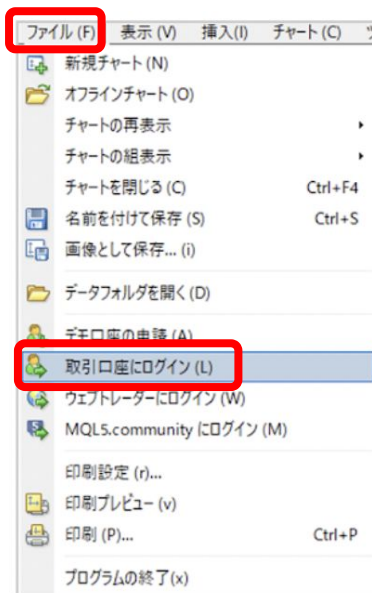 ファイル (F) 表示 (V) 挿入(I) チャート (C)
新規チャート (N)
オフラインチャート (O)
チャートの再表示
チャートの組表示
チャートを閉じる (C) Ctrl+F4
名前を付けて保存 (S) Ctrl+S
画像として保存... (i)
データフォルダを開く (D)
デモ口座の申請 (A)
取引口座にログイン (L)
ウェブトレーダーにログイン (W)
MQL5.community にログイン (M)
印刷設定 (r)...
印刷プレビュー (v)
印刷 (P)... Ctrl+P
プログラムの終了(x)